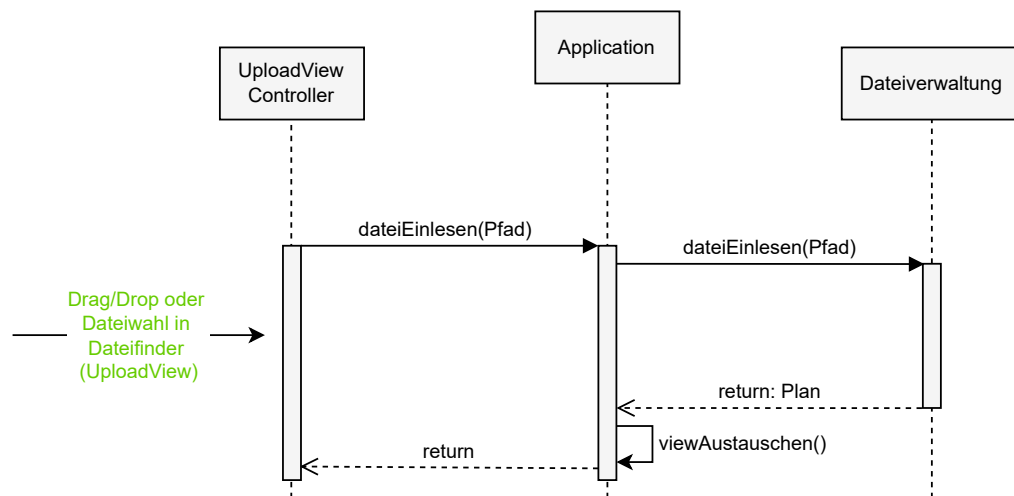 UploadView
Controller
Application
Dateiverwaltung
dateiEinlesen(Pfad)
dateiEinlesen(Pfad)
Drag/Drop oder
Dateiwahl in
Dateifinder
(UploadView)
return: Plan
viewAustauschen()
return